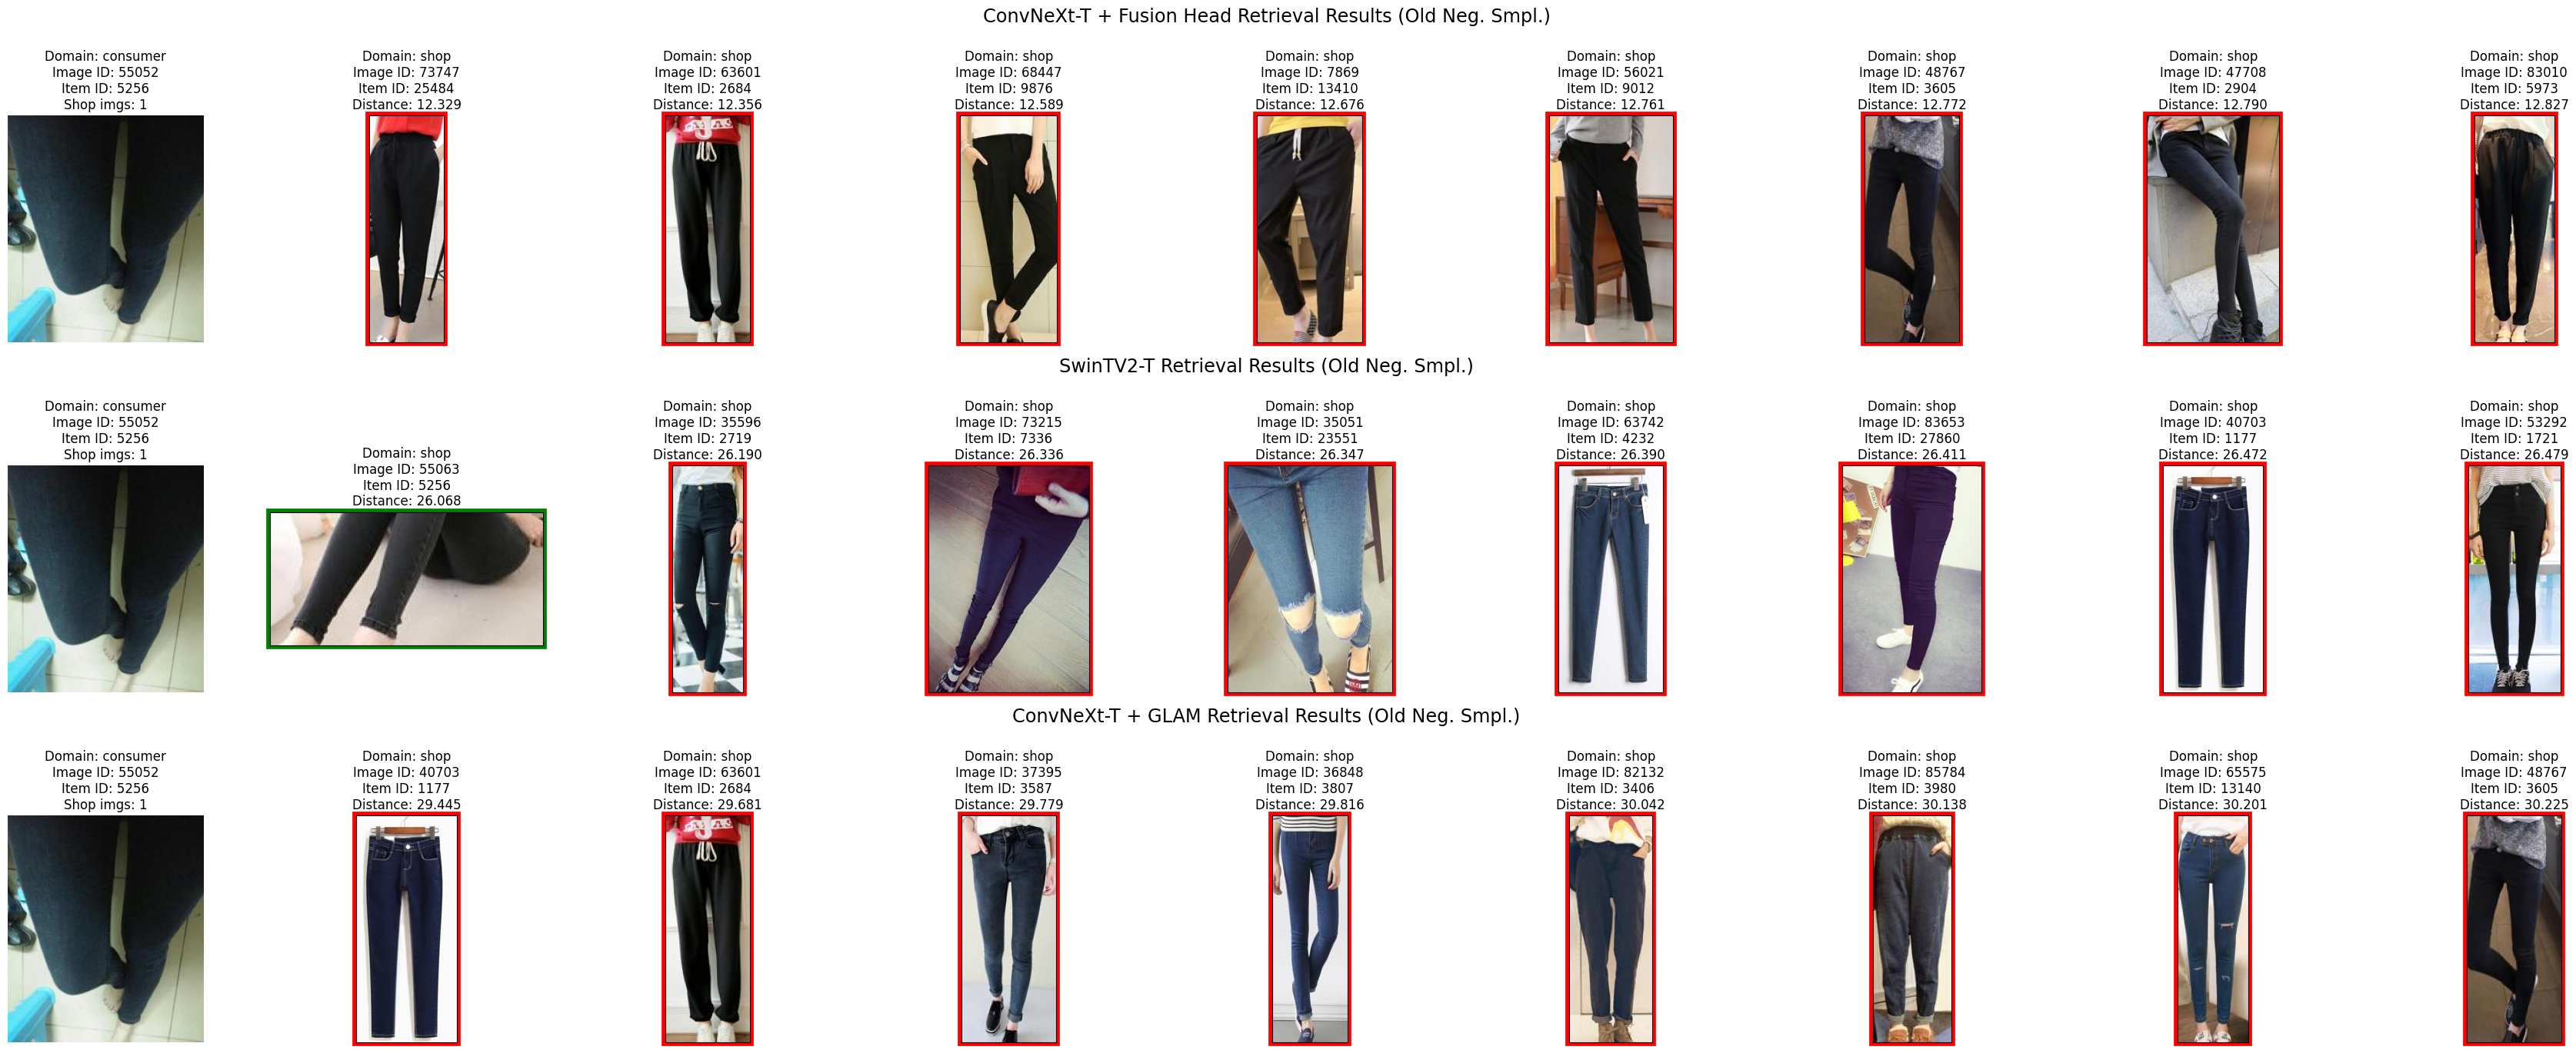 ConvNeXt-T + Fusion Head Retrieval Results (Old Neg. Smpl.)
Domain: consumer
Image ID: 55052
Item ID: 5256
Shop imgs: 1
Domain: shop
Image ID: 73747
Item ID: 25484
Distance: 12.329
Domain: shop
Image ID: 63601
Item ID: 2684
Distance: 12.356
Domain: shop
Image ID: 68447
Item ID: 9876
Distance: 12.589
Domain: shop
Image ID: 7869
Item ID: 13410
Distance: 12.676
Domain: shop
Image ID: 56021
Item ID: 9012
Distance: 12.761
Domain: shop
Image ID: 48767
Item ID: 3605
Distance: 12.772
Domain: shop
Image ID: 47708
Item ID: 2904
Distance: 12.790
Domain: shop
Image ID: 83010
Item ID: 5973
Distance: 12.827
SwinTV2-T Retrieval Results (Old Neg. Smpl.)
Domain: consumer
Image ID: 55052
Item ID: 5256
Shop imgs: 1
Domain: shop
Image ID: 55063
Item ID: 5256
Distance: 26.068
Domain: shop
Image ID: 35596
Item ID: 2719
Distance: 26.190
Domain: shop
Image ID: 73215
Item ID: 7336
Distance: 26.336
Domain: shop
Image ID: 35051
Item ID: 23551
Distance: 26.347
Domain: shop
Image ID: 63742
Item ID: 4232
Distance: 26.390
Domain: shop
Image ID: 83653
Item ID: 27860
Distance: 26.411
Domain: shop
Image ID: 40703
Item ID: 1177
Distance: 26.472
Domain: shop
Image ID: 53292
Item ID: 1721
Distance: 26.479
ConvNeXt-T + GLAM Retrieval Results (Old Neg. Smpl.)
Domain: consumer
Image ID: 55052
Item ID: 5256
Shop imgs: 1
Domain: shop
Image ID: 40703
Item ID: 1177
Distance: 29.445
Domain: shop
Image ID: 63601
Item ID: 2684
Distance: 29.681
Domain: shop
Image ID: 37395
Item ID: 3587
Distance: 29.779
Domain: shop
Image ID: 36848
Item ID: 3807
Distance: 29.816
Domain: shop
Image ID: 82132
Item ID: 3406
Distance: 30.042
Domain: shop
Image ID: 85784
Item ID: 3980
Distance: 30.138
Domain: shop
Image ID: 65575
Item ID: 13140
Distance: 30.201
Domain: shop
Image ID: 48767
Item ID: 3605
Distance: 30.225